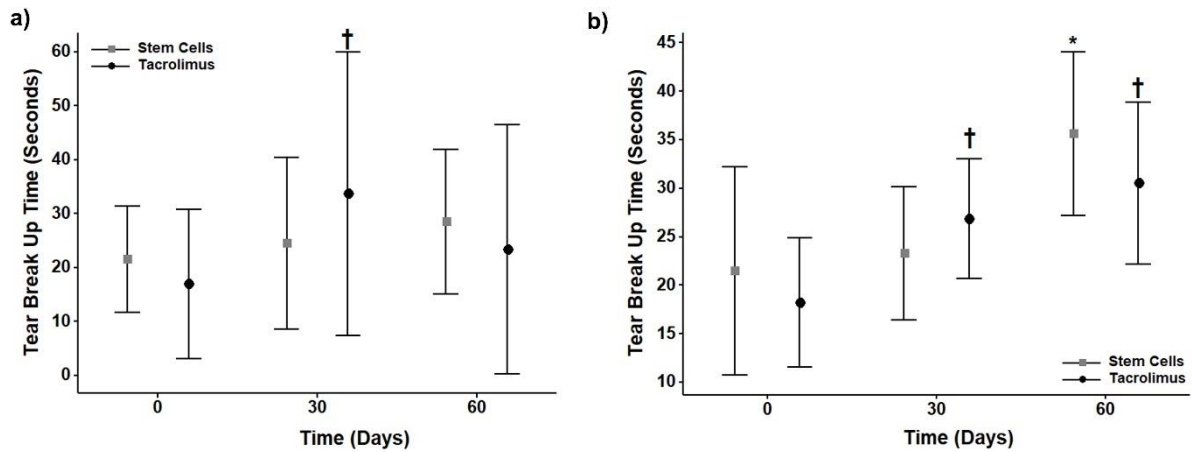 a)
†
Stem Cells
Tacrolimus
Tear Break Up Time (Seconds)
60
50
40
30
20
10
0
0 30 60
Time (Days)
b)
*
†
†
Tear Break Up Time (Seconds)
45
40
35
30
25
20
15
10
Stem Cells
Tacrolimus
0 30 60
Time (Days)